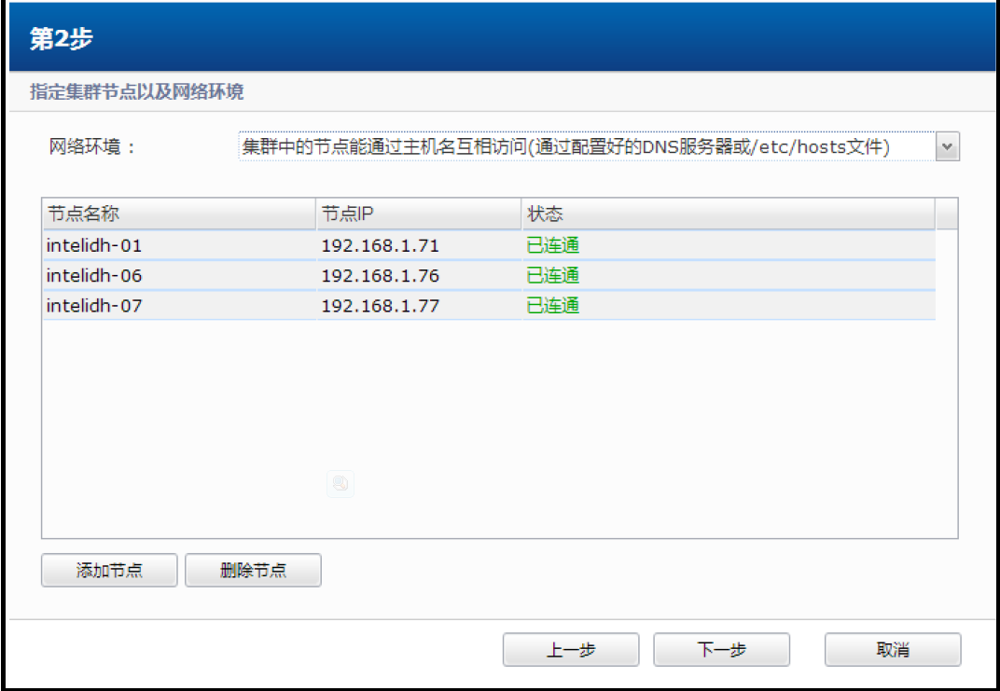 第2步
指定集群节点以及网络环境
网络环境： 集群中的节点能通过主机名互相访问(通过配置好的DNS服务器或/etc/hosts文件)
节点名称 节点IP 状态
intelidh-01 192.168.1.71 已连通
intelidh-06 192.168.1.76 已连通
intelidh-07 192.168.1.77 已连通
添加节点 删除节点
上一步 下一步 取消